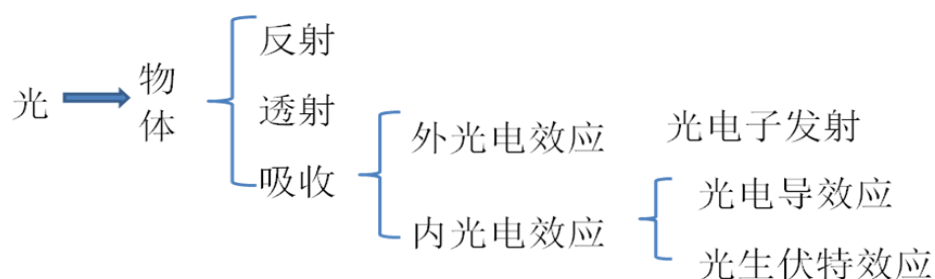 光
物
体
反射
透射
吸收
外光电效应
光电子发射
内光电效应
光电导效应
光生伏特效应